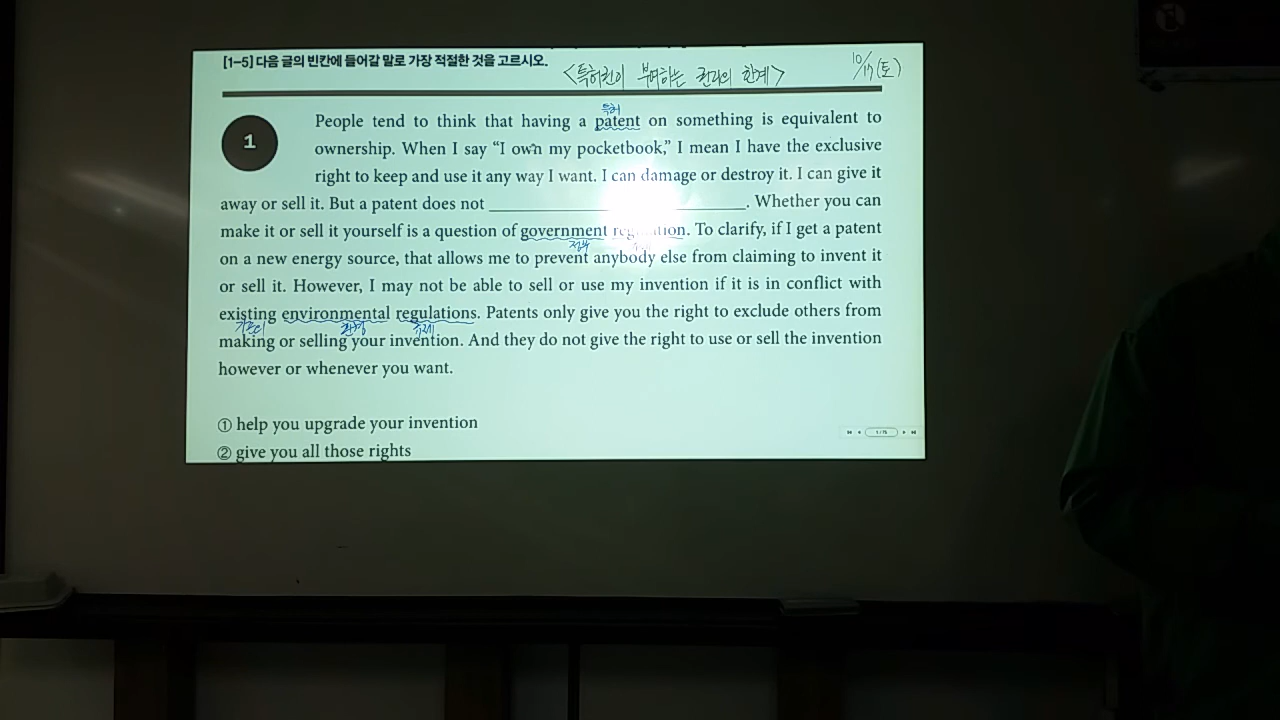 [1–5] 다음 글의 빈칸에 들어갈 말로 가장 적절한 것을 고르시오.
<특허권이 부여하는 권리의 한계> 10/17(토)
1
특허
People tend to think that having a patent on something is equivalent to
ownership. When I say “I own my pocketbook,” I mean I have the exclusive
right to keep and use it any way I want. I can damage or destroy it. I can give it
away or sell it. But a patent does not ____________________. Whether you can
make it or sell it yourself is a question of government regulation. To clarify, if I get a patent
정부
on a new energy source, that allows me to prevent anybody else from claiming to invent it
or sell it. However, I may not be able to sell or use my invention if it is in conflict with
existing environmental regulations. Patents only give you the right to exclude others from
기존의 환경 규제
making or selling your invention. And they do not give the right to use or sell the invention
however or whenever you want.
① help you upgrade your invention
② give you all those rights
1 / 75